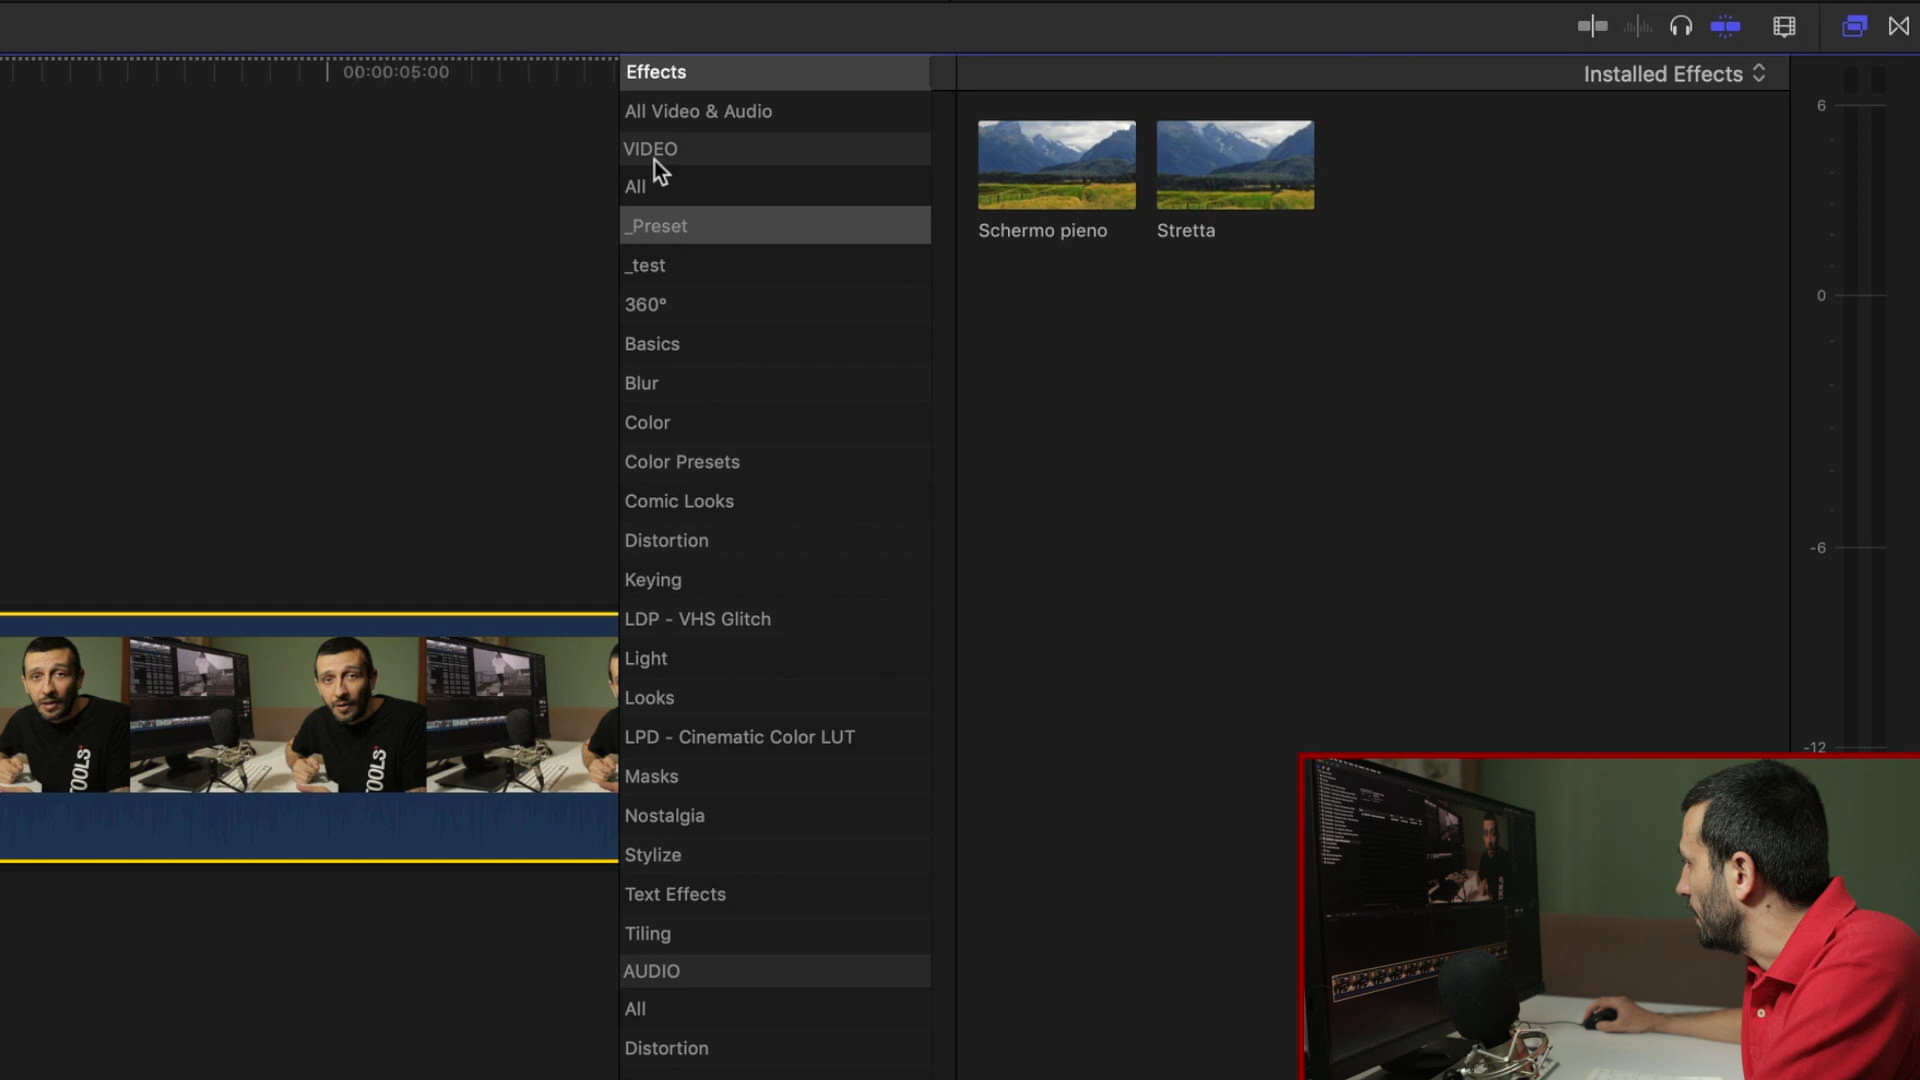 00:00:05:00
Effects
Installed Effects
All Video & Audio
VIDEO
All
_Preset
_test
360°
Basics
Blur
Color
Color Presets
Comic Looks
Distortion
Keying
LDP - VHS Glitch
Light
Looks
LPD - Cinematic Color LUT
Masks
Nostalgia
Stylize
Text Effects
Tiling
AUDIO
All
Distortion
Schermo pieno
Stretta
6
0
-6
-12
TOOLS
TOOLS